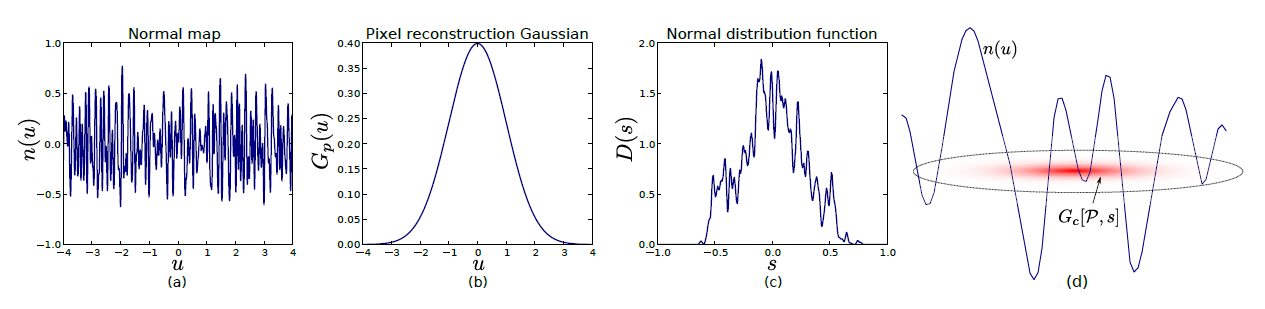 Normal map
1.0
0.5
0.0
−0.5
−1.0
n(u)
−4 −3 −2 −1 0 1 2 3 4
u
(a)
Pixel reconstruction Gaussian
0.40
0.35
0.30
0.25
0.20
0.15
0.10
0.05
0.00
G_p(u)
−4 −3 −2 −1 0 1 2 3 4
u
(b)
Normal distribution function
2.0
1.5
1.0
0.5
0.0
D(s)
−1.0 −0.5 0.0 0.5 1.0
s
(c)
n(u)
G_c[𝒫, s]
(d)